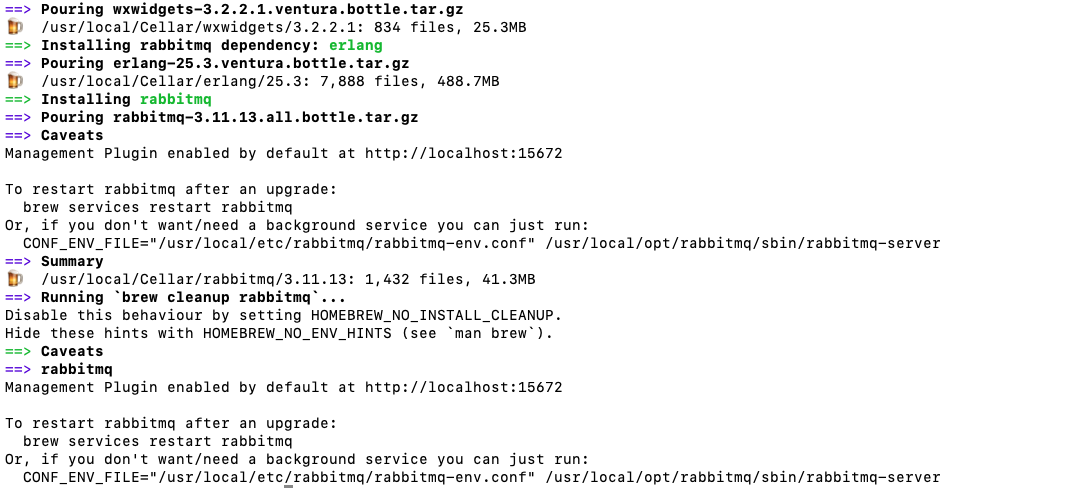 ==> Pouring wxwidgets-3.2.2.1.ventura.bottle.tar.gz
🍺  /usr/local/Cellar/wxwidgets/3.2.2.1: 834 files, 25.3MB
==> Installing rabbitmq dependency: erlang
==> Pouring erlang-25.3.ventura.bottle.tar.gz
🍺  /usr/local/Cellar/erlang/25.3: 7,888 files, 488.7MB
==> Installing rabbitmq
==> Pouring rabbitmq-3.11.13.all.bottle.tar.gz
==> Caveats
Management Plugin enabled by default at http://localhost:15672

To restart rabbitmq after an upgrade:
  brew services restart rabbitmq
Or, if you don't want/need a background service you can just run:
  CONF_ENV_FILE="/usr/local/etc/rabbitmq/rabbitmq-env.conf" /usr/local/opt/rabbitmq/sbin/rabbitmq-server
==> Summary
🍺  /usr/local/Cellar/rabbitmq/3.11.13: 1,432 files, 41.3MB
==> Running `brew cleanup rabbitmq`...
Disable this behaviour by setting HOMEBREW_NO_INSTALL_CLEANUP.
Hide these hints with HOMEBREW_NO_ENV_HINTS (see `man brew`).
==> Caveats
==> rabbitmq
Management Plugin enabled by default at http://localhost:15672

To restart rabbitmq after an upgrade:
  brew services restart rabbitmq
Or, if you don't want/need a background service you can just run:
  CONF_ENV_FILE="/usr/local/etc/rabbitmq/rabbitmq-env.conf" /usr/local/opt/rabbitmq/sbin/rabbitmq-server